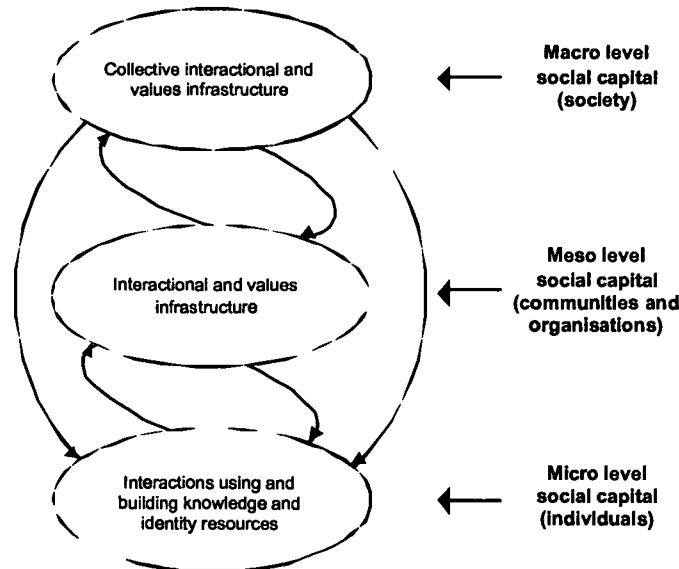 Collective interactional and
values infrastructure
Macro level
social capital
(society)
Interactional and values
infrastructure
Meso level
social capital
(communities and
organisations)
Interactions using and
building knowledge and
identity resources
Micro level
social capital
(individuals)